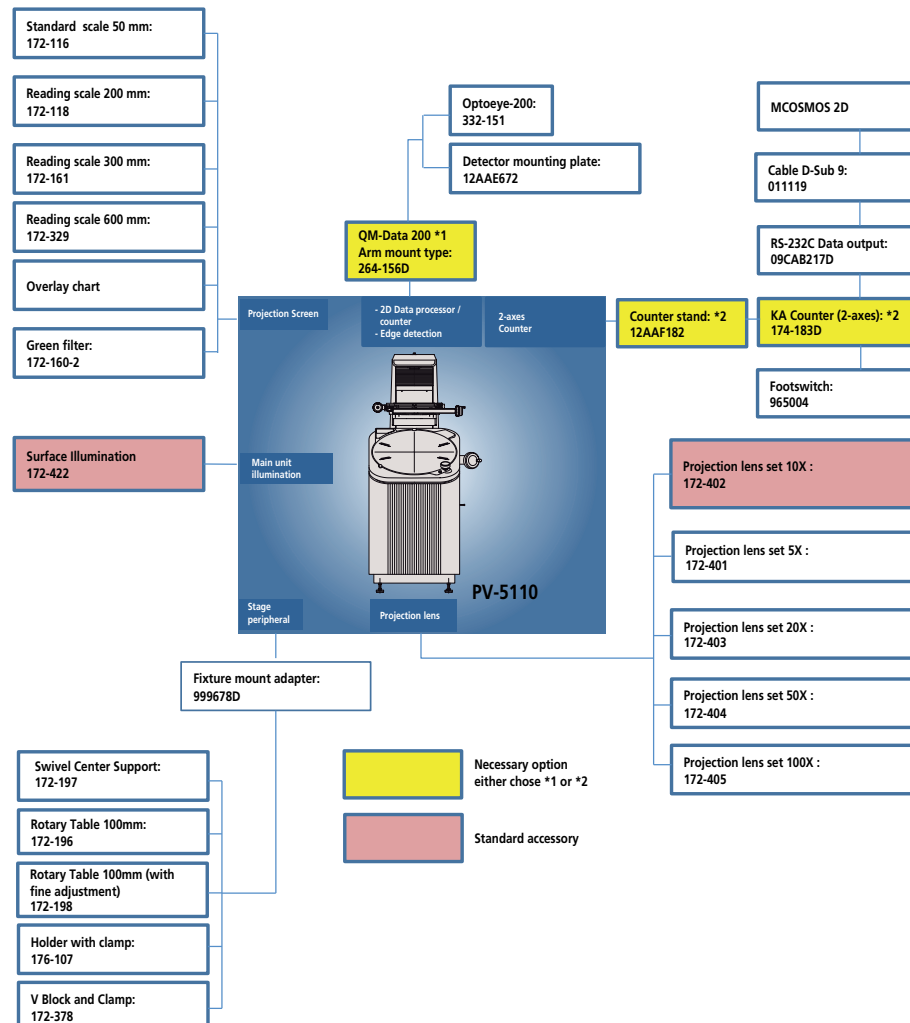 Standard  scale 50 mm:
172-116
Reading scale 200 mm:
172-118
Reading scale 300 mm:
172-161
Reading scale 600 mm:
172-329
Overlay chart
Green filter:
172-160-2
Surface Illumination
172-422
Optoeye-200:
332-151
Detector mounting plate:
12AAE672
QM-Data 200 *1
Arm mount type:
264-156D
MCOSMOS 2D
Cable D-Sub 9:
011119
RS-232C Data output:
09CAB217D
Counter stand: *2
12AAF182
KA Counter (2-axes): *2
174-183D
Footswitch:
965004
Projection Screen
- 2D Data processor /
counter
- Edge detection
2-axes
Counter
Main unit
illumination
PV-5110
Stage
peripheral
Projection lens
Projection lens set 10X :
172-402
Projection lens set 5X :
172-401
Projection lens set 20X :
172-403
Projection lens set 50X :
172-404
Projection lens set 100X :
172-405
Fixture mount adapter:
999678D
Swivel Center Support:
172-197
Rotary Table 100mm:
172-196
Rotary Table 100mm (with
fine adjustment)
172-198
Holder with clamp:
176-107
V Block and Clamp:
172-378
Necessary option
either chose *1 or *2
Standard accessory